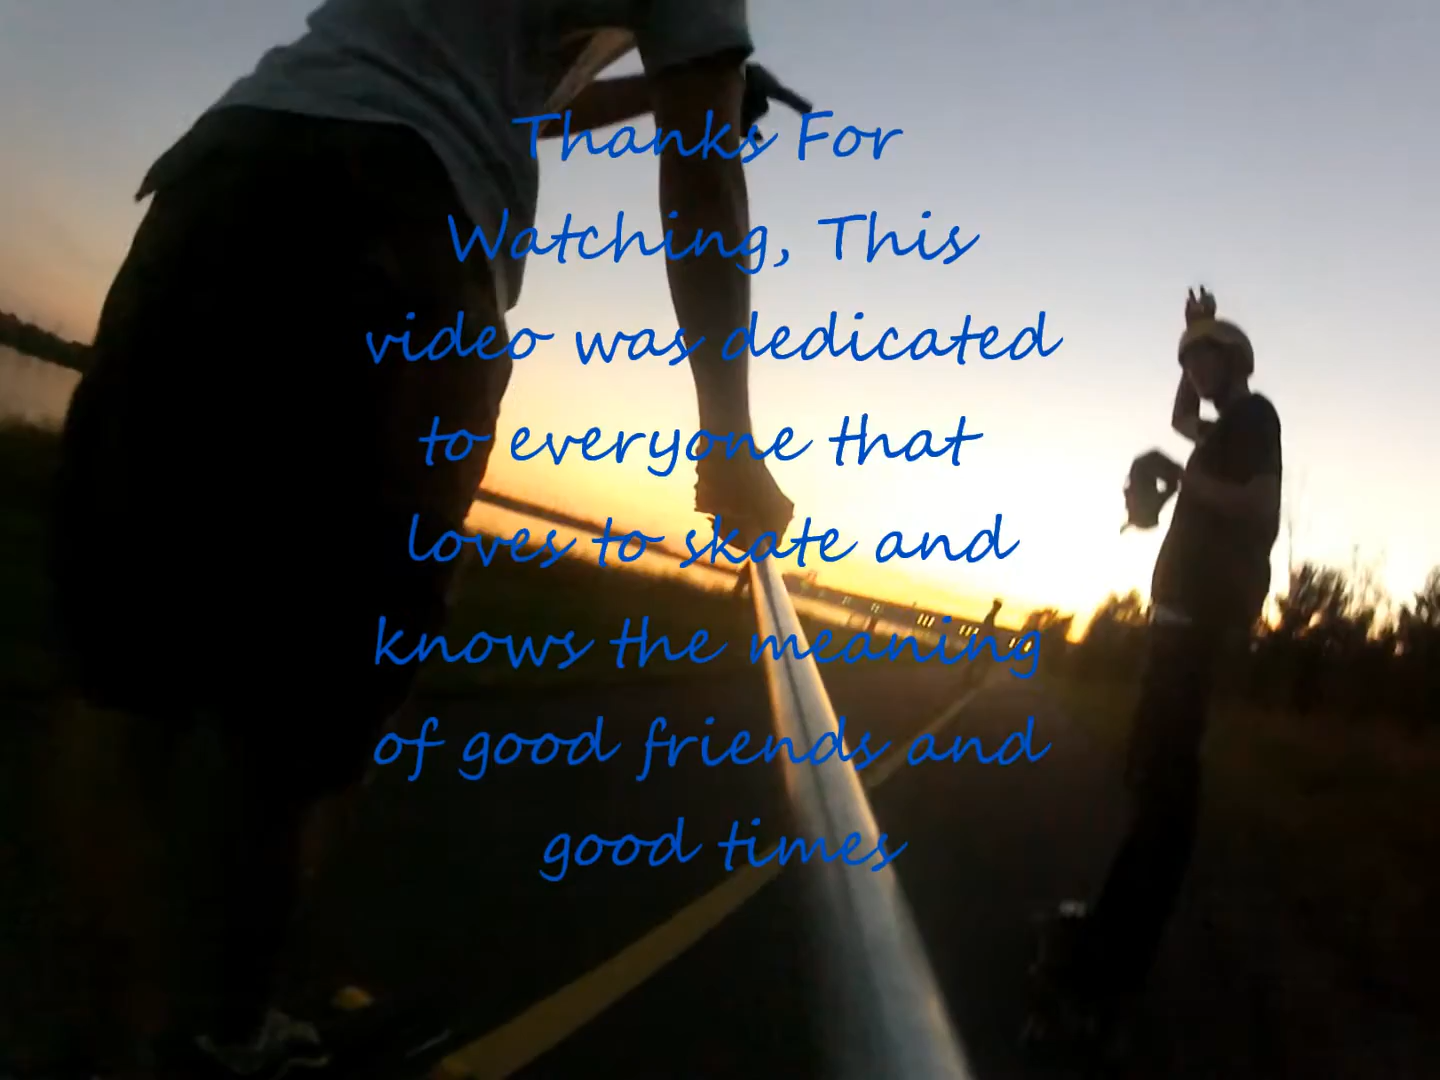 Thanks For
Watching, This
video was dedicated
to everyone that
loves to skate and
knows the meaning
of good friends and
good times